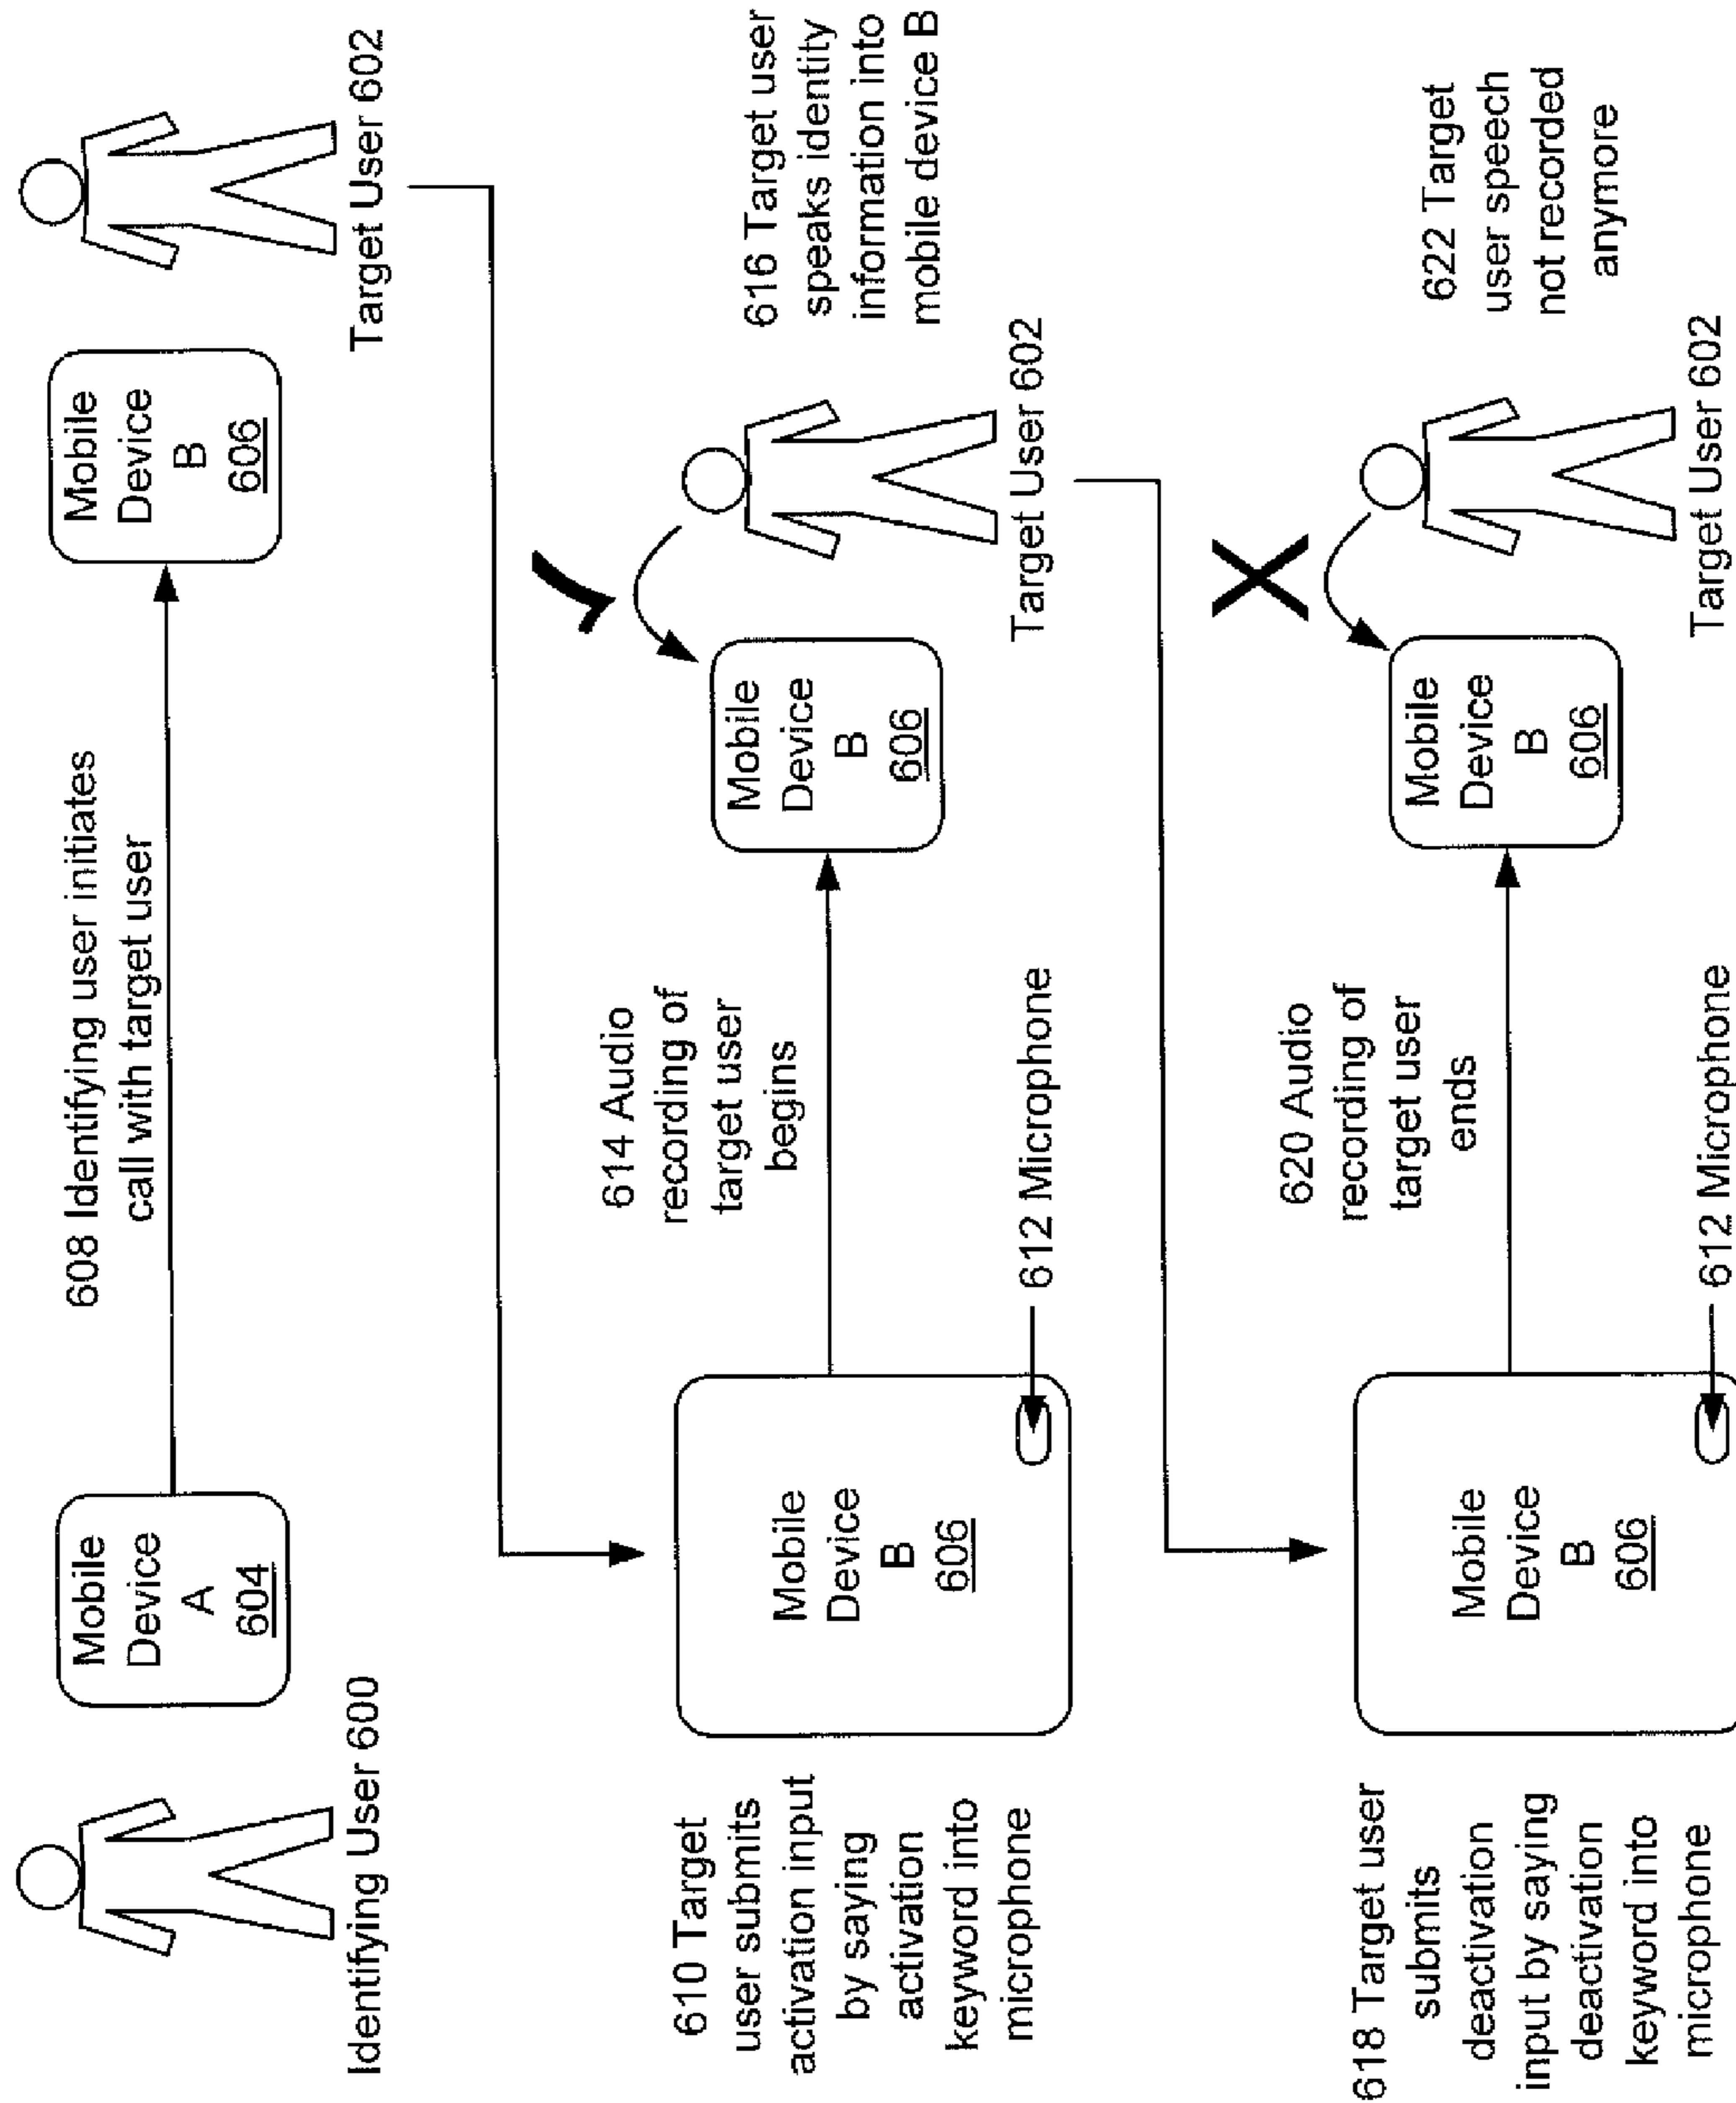 608 Identifying user initiates
call with target user
Mobile
Device
A
604
Identifying User 600
Mobile
Device
B
606
Target User 602
610 Target
user submits
activation input
by saying
activation
keyword into
microphone
Mobile
Device
B
606
612 Microphone
614 Audio
recording of
target user
begins
Mobile
Device
B
606
616 Target user
speaks identity
information into
mobile device B
Target User 602
618 Target user
submits
deactivation
input by saying
deactivation
keyword into
microphone
Mobile
Device
B
606
612 Microphone
620 Audio
recording of
target user
ends
Mobile
Device
B
606
622 Target
user speech
not recorded
anymore
Target User 602